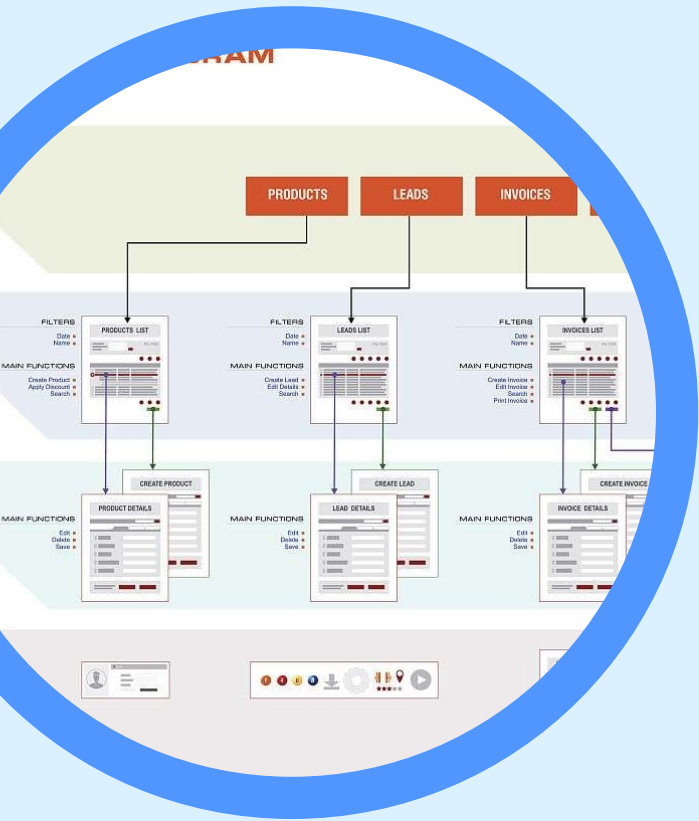 PRODUCTS
LEADS
INVOICES
FILTERS
Date
Name
MAIN FUNCTIONS
Create Product
Apply Discount
Search
PRODUCTS LIST
FILTER
FILTERS
Date
Name
MAIN FUNCTIONS
Create Lead
Edit Details
Search
LEADS LIST
FILTER
FILTERS
Date
Name
MAIN FUNCTIONS
Create Invoice
Edit Invoice
Search
Print Invoice
INVOICES LIST
FILTER
CREATE PRODUCT
PRODUCT DETAILS
MAIN FUNCTIONS
Edit
Delete
Save
CREATE LEAD
LEAD DETAILS
MAIN FUNCTIONS
Edit
Delete
Save
CREATE INVOICE
INVOICE DETAILS
MAIN FUNCTIONS
Edit
Delete
Save